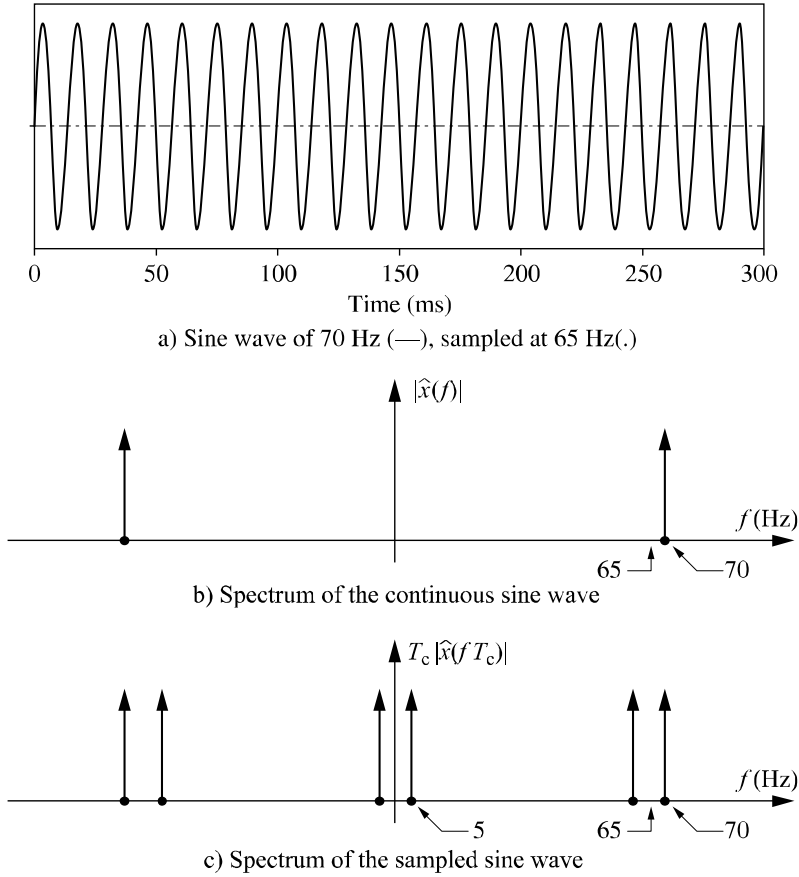 0 50 100 150 200 250 300
Time (ms)
a) Sine wave of 70 Hz (—), sampled at 65 Hz(.)
|x̂(f)|
f (Hz)
65 70
b) Spectrum of the continuous sine wave
T_c |x̂(f T_c)|
f (Hz)
5 65 70
c) Spectrum of the sampled sine wave